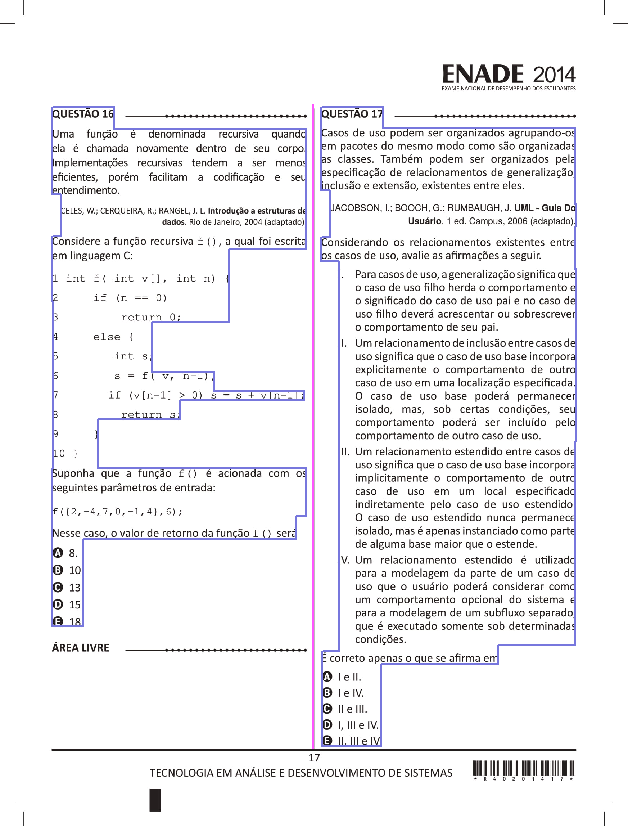 ENADE 2014
EXAME NACIONAL DE DESEMPENHO DOS ESTUDANTES
QUESTÃO 16
Uma função é denominada recursiva quando
ela é chamada novamente dentro de seu corpo.
Implementações recursivas tendem a ser menos
eficientes, porém facilitam a codificação e seu
entendimento.
CELES, W.; CERQUEIRA, R.; RANGEL, J. L. Introdução a estruturas de
dados. Rio de Janeiro, 2004 (adaptado)
Considere a função recursiva f(), a qual foi escrita
em linguagem C:
1 int f( int v[], int n) {
2 if (n == 0)
3 return 0;
4 else {
5 int s;
6 s = f( v, n-1);
7 if (v[n-1] > 0) s = s + v[n-1];
8 return s;
9 }
10 }
Suponha que a função f() é acionada com os
seguintes parâmetros de entrada:
f({2,-4,7,0,-1,4},6);
Nesse caso, o valor de retorno da função f() será
A 8.
B 10
C 13
D 15
E 18
ÁREA LIVRE
QUESTÃO 17
Casos de uso podem ser organizados agrupando-os
em pacotes do mesmo modo como são organizadas
as classes. Também podem ser organizados pela
especificação de relacionamentos de generalização,
inclusão e extensão, existentes entre eles.
JACOBSON, I.; BOOCH, G.; RUMBAUGH, J. UML - Guia Do
Usuário. 1 ed. Campus, 2006 (adaptado).
Considerando os relacionamentos existentes entre
os casos de uso, avalie as afirmações a seguir.
I. Para casos de uso, a generalização significa que
o caso de uso filho herda o comportamento e
o significado do caso de uso pai e no caso de
uso filho deverá acrescentar ou sobrescrever
o comportamento de seu pai.
II. Um relacionamento de inclusão entre casos de
uso significa que o caso de uso base incorpora
explicitamente o comportamento de outro
caso de uso em uma localização especificada.
O caso de uso base poderá permanecer
isolado, mas, sob certas condições, seu
comportamento poderá ser incluído pelo
comportamento de outro caso de uso.
III. Um relacionamento estendido entre casos de
uso significa que o caso de uso base incorpora
implicitamente o comportamento de outro
caso de uso em um local especificado
indiretamente pelo caso de uso estendido.
O caso de uso estendido nunca permanece
isolado, mas é apenas instanciado como parte
de alguma base maior que o estende.
IV. Um relacionamento estendido é utilizado
para a modelagem da parte de um caso de
uso que o usuário poderá considerar como
um comportamento opcional do sistema e
para a modelagem de um subfluxo separado,
que é executado somente sob determinadas
condições.
É correto apenas o que se afirma em
A I e II.
B I e IV.
C II e III.
D I, III e IV.
E II, III e IV
17
TECNOLOGIA EM ANÁLISE E DESENVOLVIMENTO DE SISTEMAS